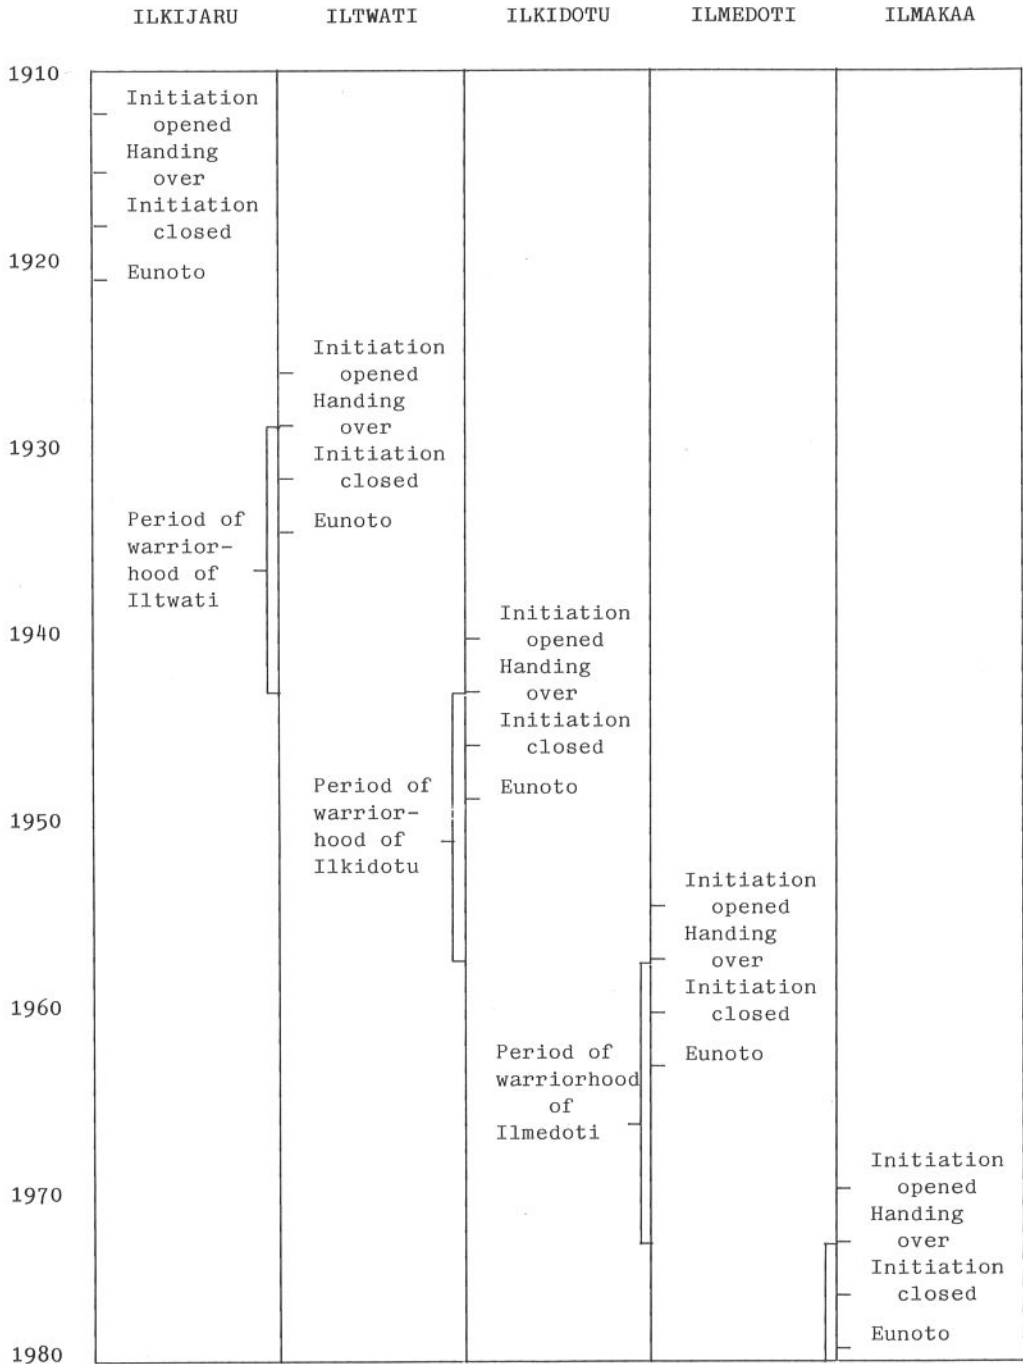 ILKIJARU ILTWATI ILKIDOTU ILMEDOTI ILMAKAA
1910
Initiation
opened
Handing
over
Initiation
closed
1920
Eunoto
Initiation
opened
Handing
over
1930
Initiation
closed
Period of
warrior-
hood of
Iltwati
Eunoto
1940
Initiation
opened
Handing
over
Initiation
closed
Period of
warrior-
hood of
Ilkidotu
Eunoto
1950
Initiation
opened
Handing
over
1960
Initiation
closed
Period of
warriorhood
of
Ilmedoti
Eunoto
1970
Initiation
opened
Handing
over
Initiation
closed
Eunoto
1980